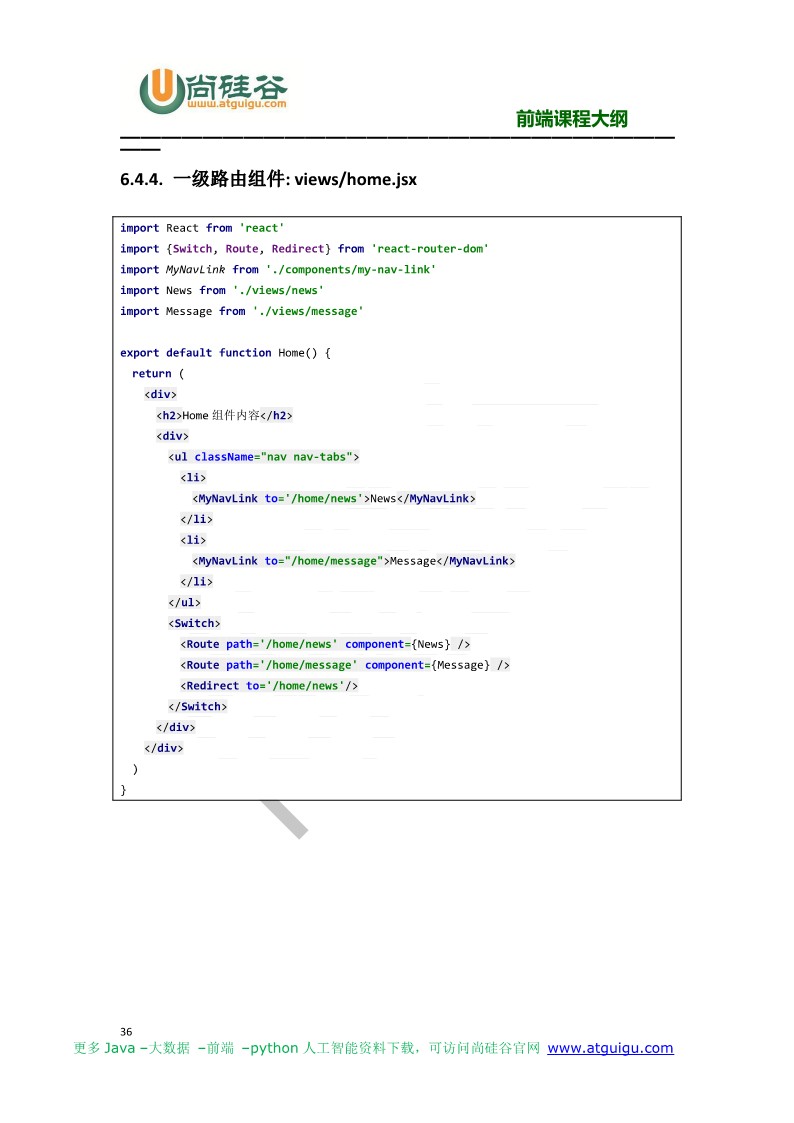 尚硅谷
www.atguigu.com
前端课程大纲
6.4.4. 一级路由组件: views/home.jsx
import React from 'react'
import {Switch, Route, Redirect} from 'react-router-dom'
import MyNavLink from './components/my-nav-link'
import News from './views/news'
import Message from './views/message'
export default function Home() {
return (
<div>
<h2>Home 组件内容</h2>
<div>
<ul className="nav nav-tabs">
<li>
<MyNavLink to='/home/news'>News</MyNavLink>
</li>
<li>
<MyNavLink to="/home/message">Message</MyNavLink>
</li>
</ul>
<Switch>
<Route path='/home/news' component={News} />
<Route path='/home/message' component={Message} />
<Redirect to='/home/news'/>
</Switch>
</div>
</div>
)
}
36
更多 Java –大数据 –前端 –python 人工智能资料下载，可访问尚硅谷官网 www.atguigu.com